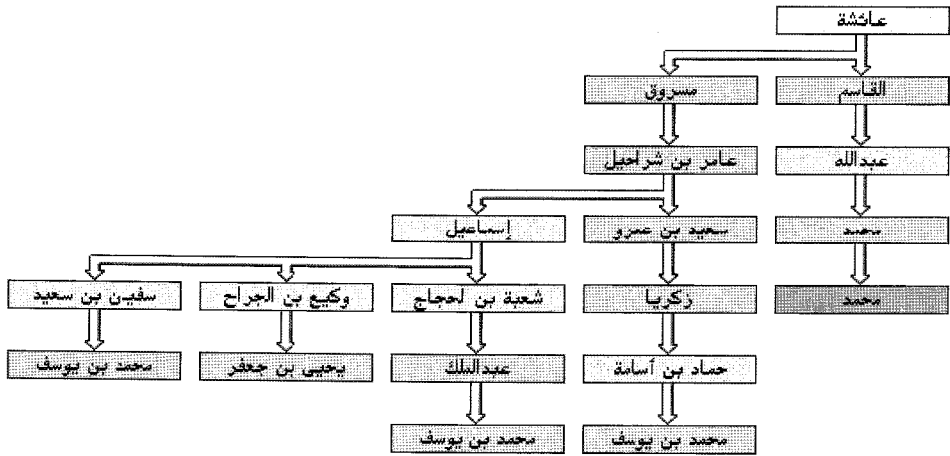 عائشة
القاسم
مسروق
عبدالله
عامر بن شراحيل
محمد
سعيد بن عمرو
إسماعيل
محمد
زكريا
شعبة بن لحجاج
وكيع بن الجراح
سفين بن سعيد
حماد بن أسامة
عبدالملك
يحيى بن جعفر
محمد بن يوسف
محمد بن يوسف
محمد بن يوسف